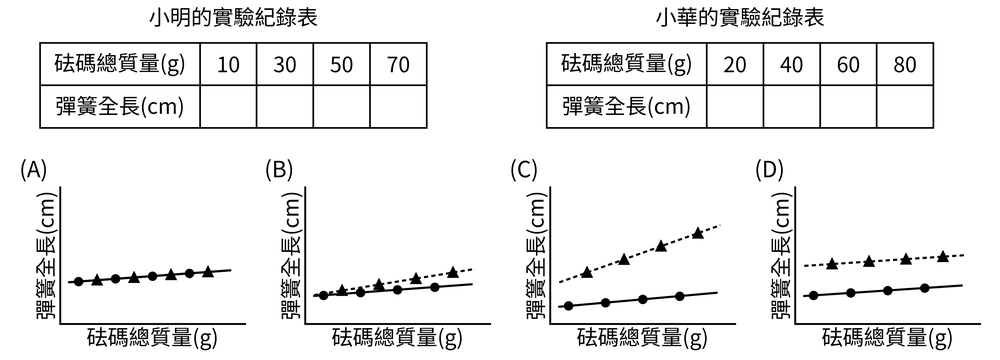 小明的實驗紀錄表
砝碼總質量(g) 10 30 50 70
彈簧全長(cm)
小華的實驗紀錄表
砝碼總質量(g) 20 40 60 80
彈簧全長(cm)
(A)
彈簧全長(cm)
砝碼總質量(g)
(B)
彈簧全長(cm)
砝碼總質量(g)
(C)
彈簧全長(cm)
砝碼總質量(g)
(D)
彈簧全長(cm)
砝碼總質量(g)